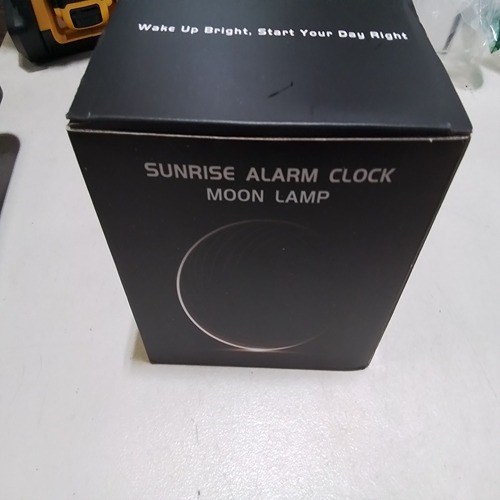 Wake Up Bright, Start Your Day Right
SUNRISE ALARM CLOCK
MOON LAMP